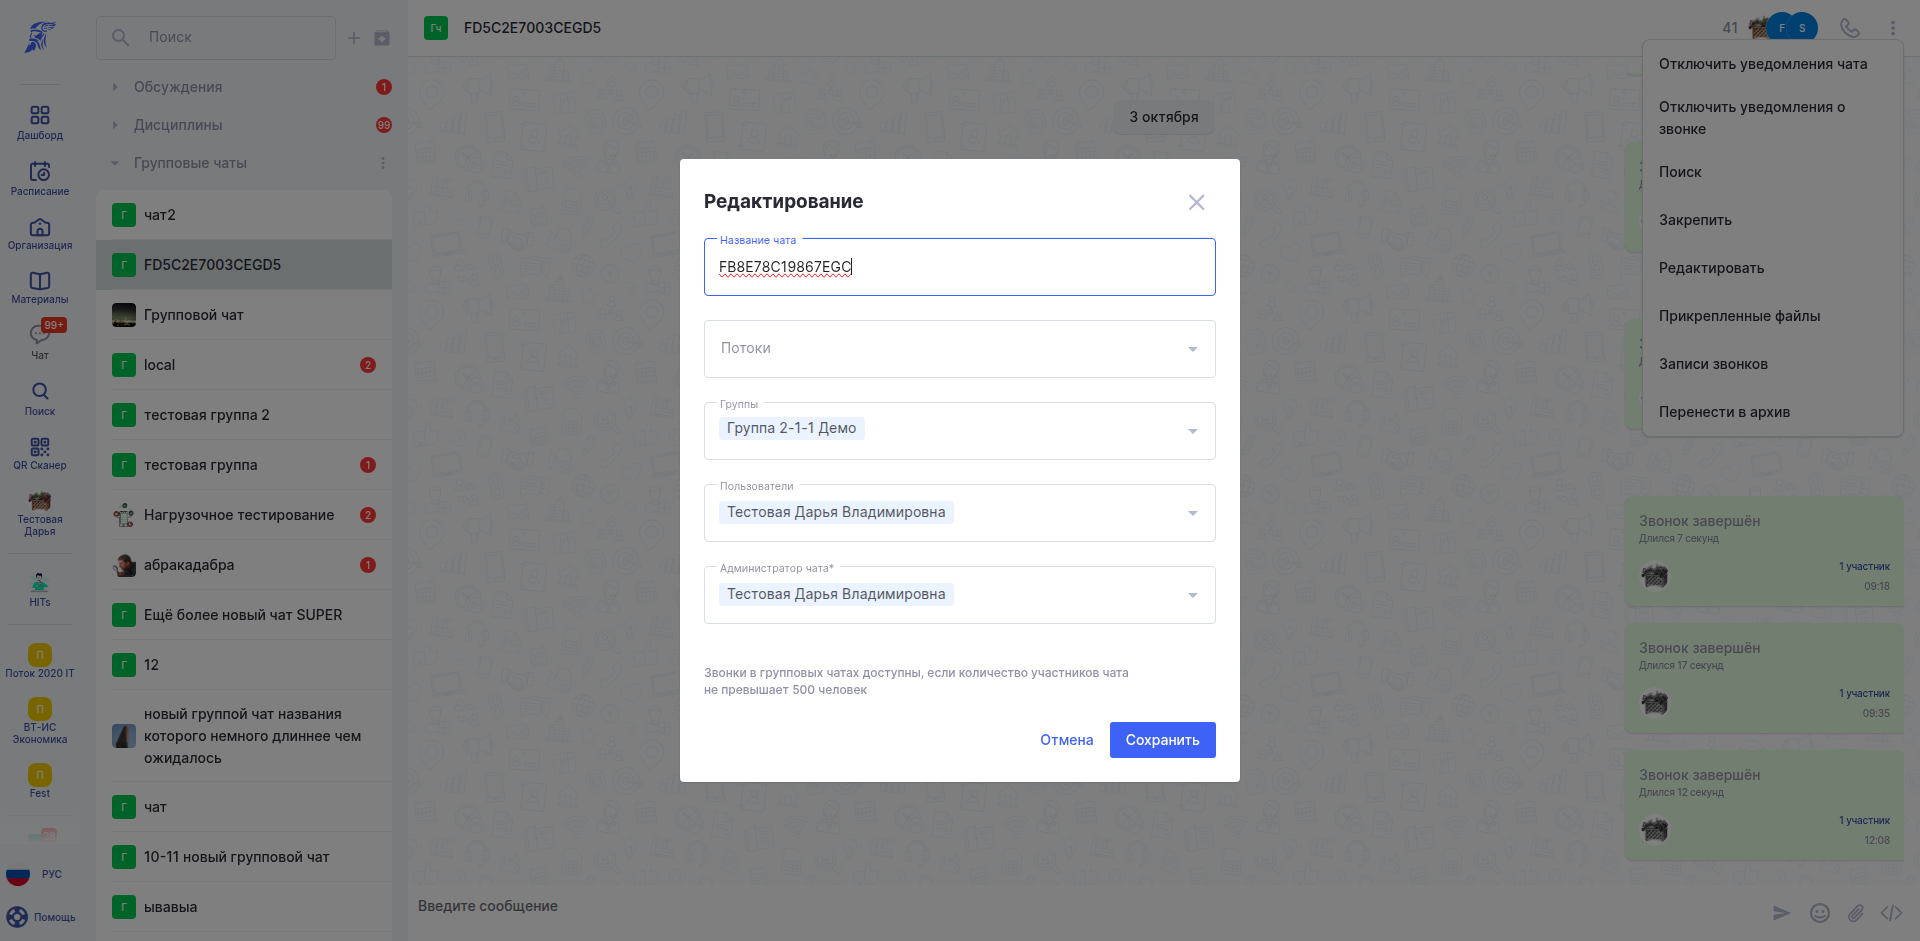 Дашборд
Расписание
Организация
Материалы
99+
Чат
Поиск
QR Сканер
Тестовая
Дарья
HITs
П
Поток 2020 IT
П
ВТ-ИС
Экономика
П
Fest
РУС
Помощь
Поиск
Обсуждения 1
Дисциплины 99
Групповые чаты
Г чат2
Г FD5C2E7003CEGD5
Групповой чат
Г local 2
Г тестовая группа 2
Г тестовая группа 1
Нагрузочное тестирование 2
абракадабра 1
Г Ещё более новый чат SUPER
Г 12
новый группой чат названия
которого немного длиннее чем
ожидалось
Г чат
Г 10-11 новый групповой чат
Г ывавыа
Гч FD5C2E7003CEGD5
41 F S
3 октября
Отключить уведомления чата
Отключить уведомления о
звонке
Поиск
Закрепить
Редактировать
Прикрепленные файлы
Записи звонков
Перенести в архив
Редактирование
Название чата
FB8E78C19867EGC
Потоки
Группы
Группа 2-1-1 Демо
Пользователи
Тестовая Дарья Владимировна
Администратор чата*
Тестовая Дарья Владимировна
Звонки в групповых чатах доступны, если количество участников чата
не превышает 500 человек
Отмена Сохранить
Звонок завершён
Длился 7 секунд
1 участник
09:18
Звонок завершён
Длился 17 секунд
1 участник
09:35
Звонок завершён
Длился 12 секунд
1 участник
12:08
Введите сообщение